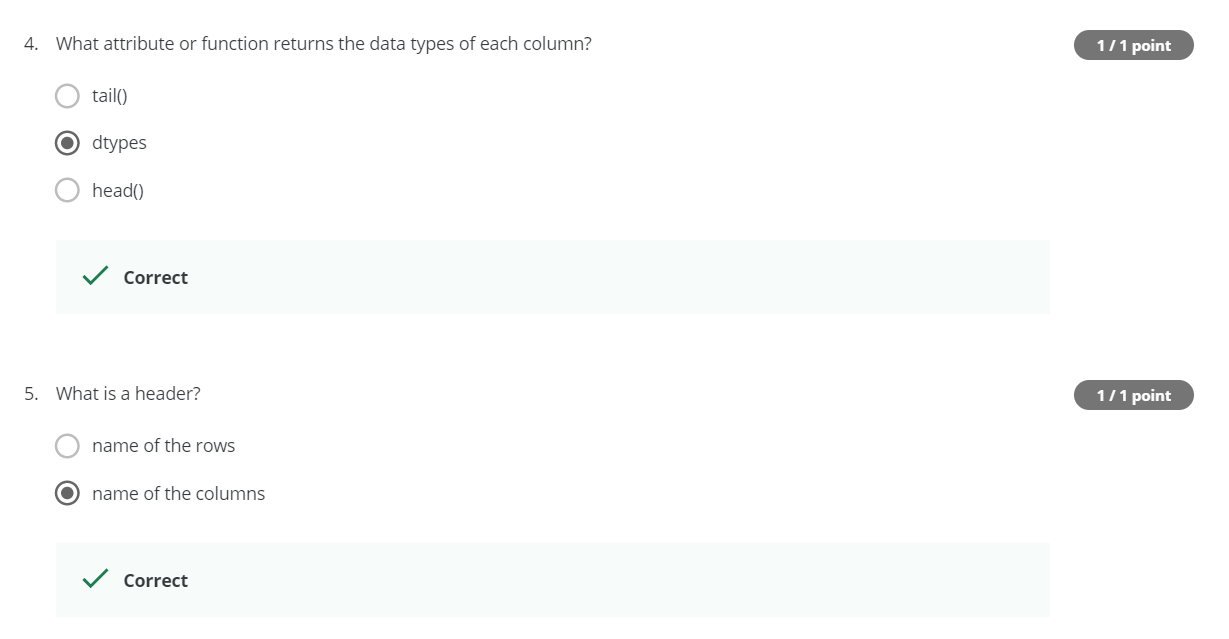 4. What attribute or function returns the data types of each column?
1 / 1 point
tail()
dtypes
head()
Correct
5. What is a header?
1 / 1 point
name of the rows
name of the columns
Correct